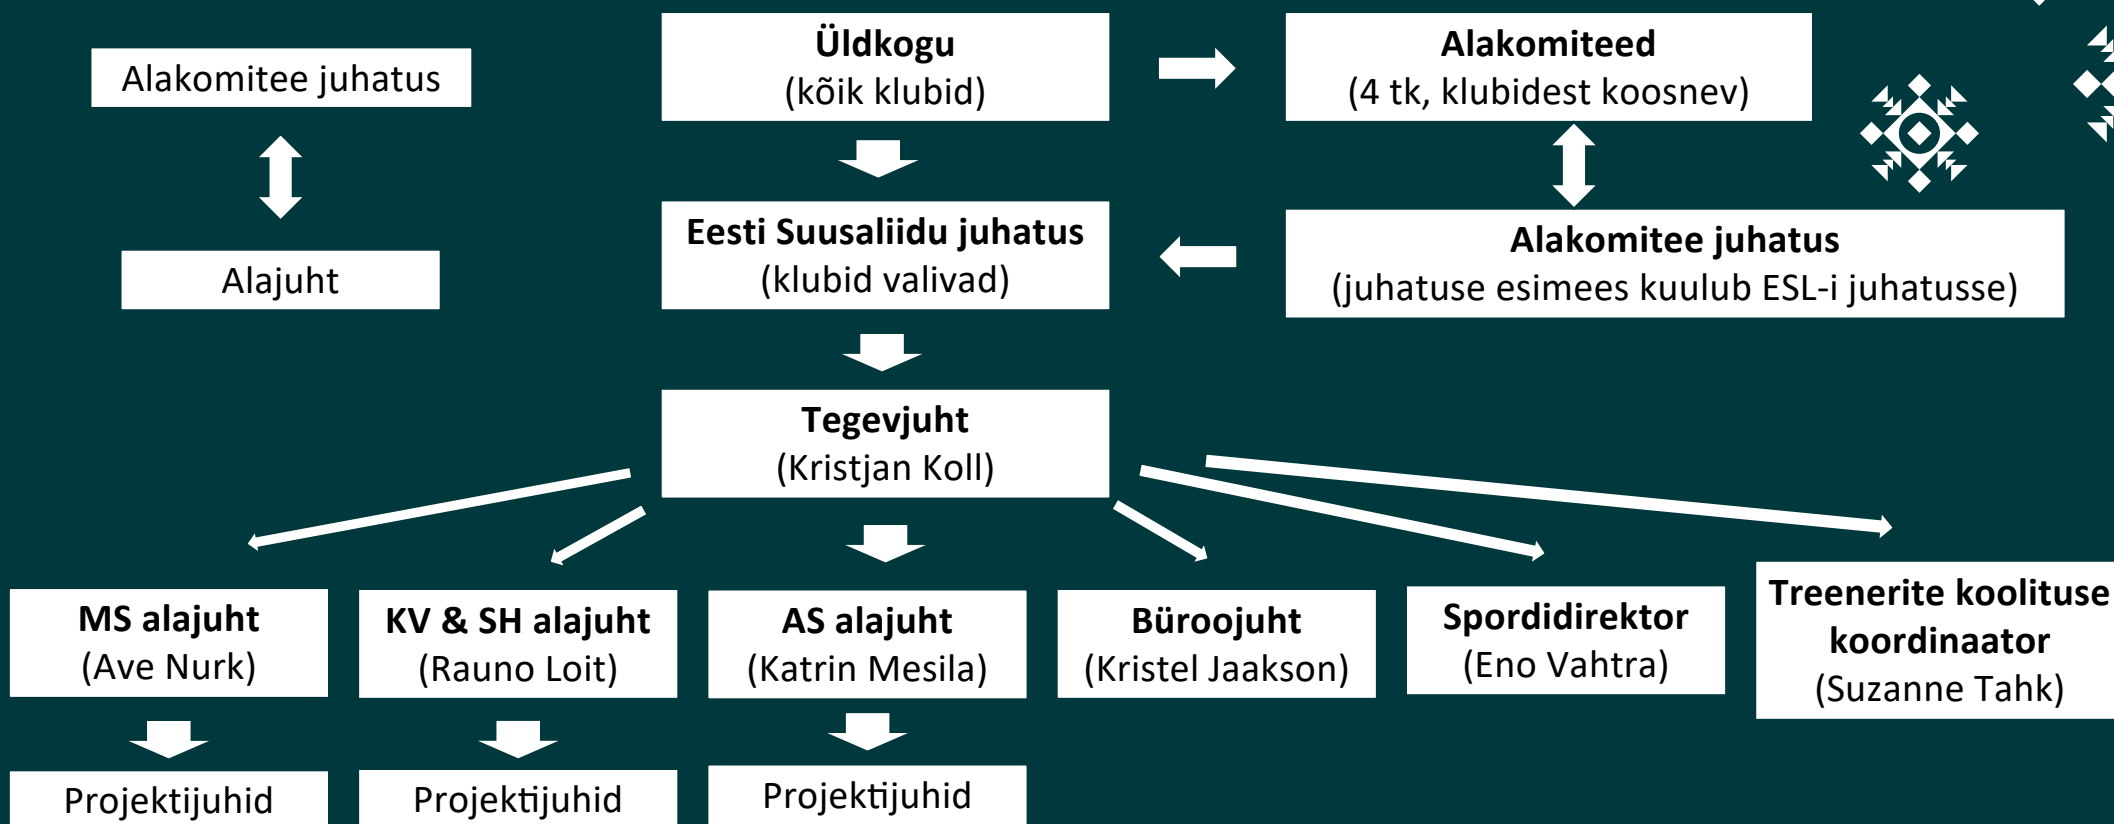 Alakomitee juhatus
Alajuht
Üldkogu
(kõik klubid)
Alakomiteed
(4 tk, klubidest koosnev)
Eesti Suusaliidu juhatus
(klubid valivad)
Alakomitee juhatus
(juhatuse esimees kuulub ESL-i juhatusse)
Tegevjuht
(Kristjan Koll)
MS alajuht
(Ave Nurk)
KV & SH alajuht
(Rauno Loit)
AS alajuht
(Katrin Mesila)
Büroojuht
(Kristel Jaakson)
Spordidirektor
(Eno Vahtra)
Treenerite koolituse
koordinaator
(Suzanne Tahk)
Projektijuhid
Projektijuhid
Projektijuhid